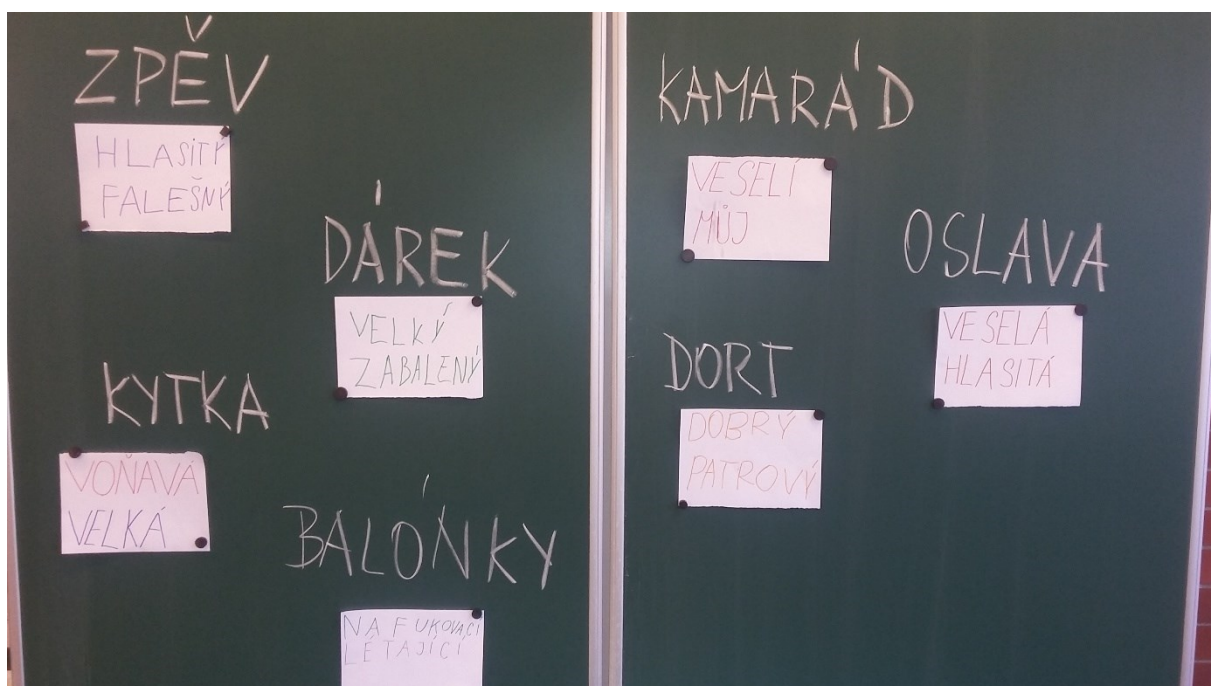 ZPĚV
HLASITÝ
FALEŠNÝ
DÁREK
VELKÝ
ZABALENÝ
KYTKA
VOŇAVÁ
VELKÁ
BALÓNKY
NAFUKOVACÍ
LÉTAJÍCÍ
KAMARÁD
VESELÍ
MŮJ
OSLAVA
VESELÁ
HLASITÁ
DORT
DOBRÝ
PATROVÝ